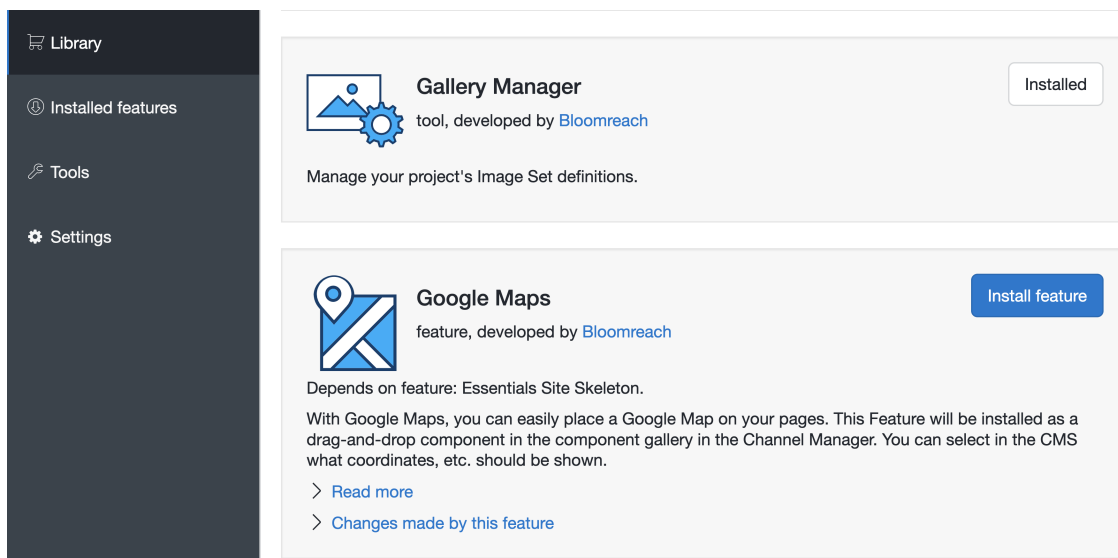 Library
Installed features
Tools
Settings
Gallery Manager
Installed
tool, developed by Bloomreach
Manage your project's Image Set definitions.
Google Maps
Install feature
feature, developed by Bloomreach
Depends on feature: Essentials Site Skeleton.
With Google Maps, you can easily place a Google Map on your pages. This Feature will be installed as a
drag-and-drop component in the component gallery in the Channel Manager. You can select in the CMS
what coordinates, etc. should be shown.
Read more
Changes made by this feature